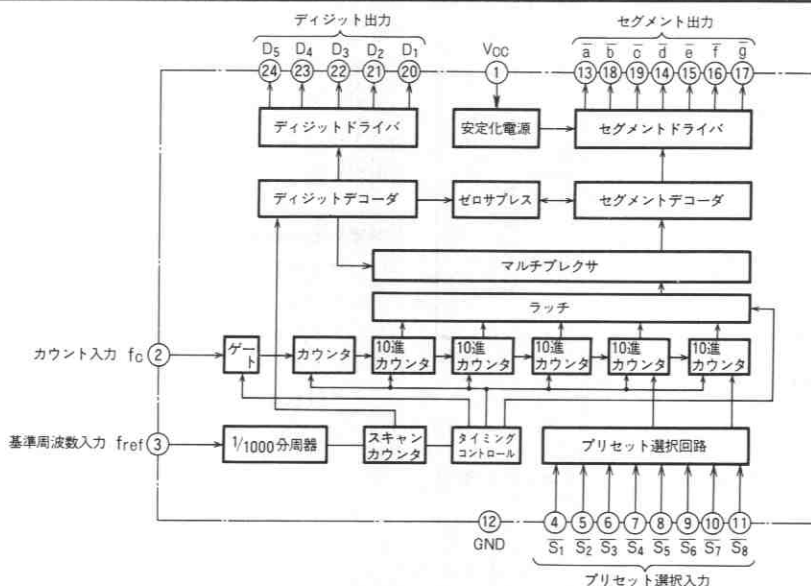 ディジット出力
セグメント出力
D5 D4 D3 D2 D1
VCC
a̅ b̅ c̅ d̅ e̅ f̅ g̅
24 23 22 21 20
1
13 18 19 14 15 16 17
ディジットドライバ
安定化電源
セグメントドライバ
ディジットデコーダ
ゼロサプレス
セグメントデコーダ
マルチプレクサ
ラッチ
カウント入力 fc 2
ゲート
カウンタ
10進カウンタ
10進カウンタ
10進カウンタ
10進カウンタ
10進カウンタ
基準周波数入力 fref 3
1/1000分周器
スキャンカウンタ
タイミングコントロール
プリセット選択回路
12
GND
4 5 6 7 8 9 10 11
S̅1 S̅2 S̅3 S̅4 S̅5 S̅6 S̅7 S̅8
プリセット選択入力